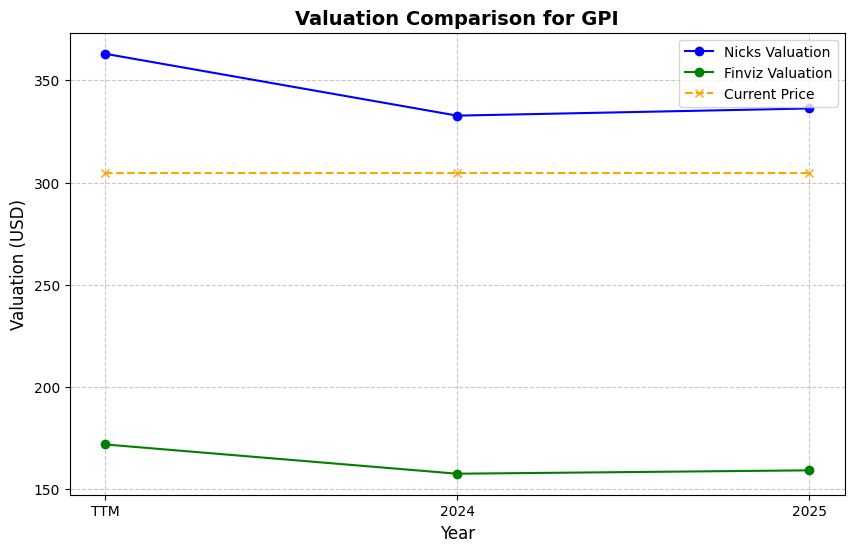 Valuation Comparison for GPI
Nicks Valuation
Finviz Valuation
Current Price
Valuation (USD)
350
300
250
200
150
TTM
2024
2025
Year